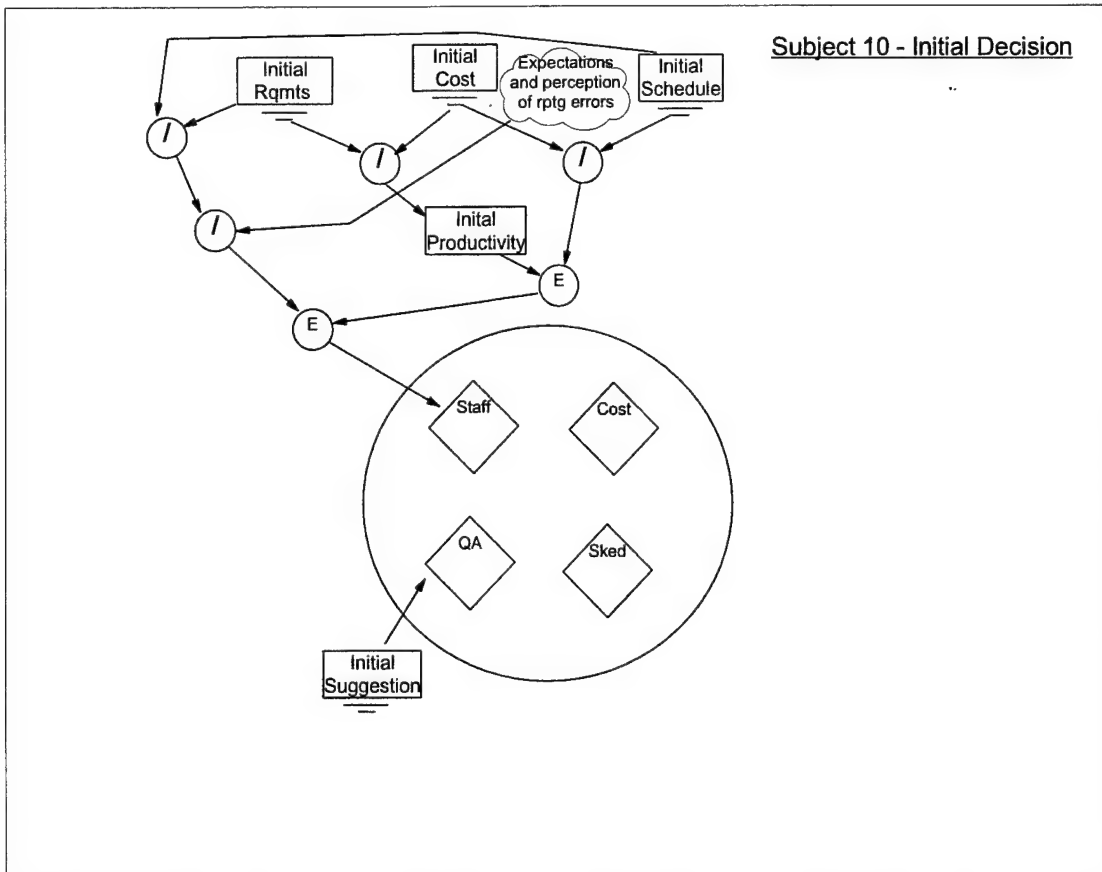 Subject 10 - Initial Decision
Initial
Rqmts
Initial
Cost
Expectations
and perception
of rptg errors
Initial
Schedule
I
I
I
I
Inital
Productivity
E
E
Staff
Cost
QA
Sked
Initial
Suggestion